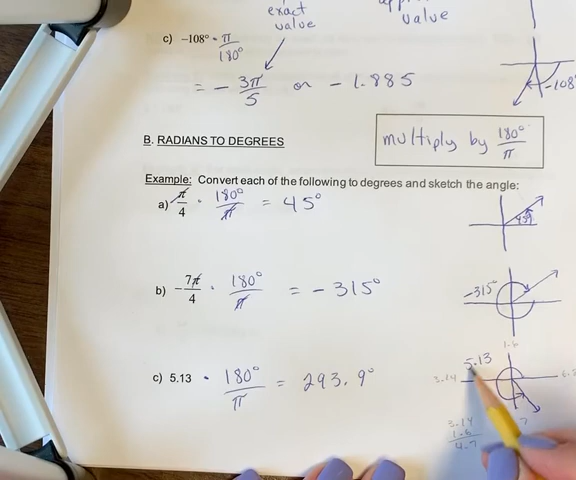 exact
value
value
c) -108° · π/180°
= - 3π/5 or - 1.885
-108°
B. RADIANS TO DEGREES
multiply by 180°/π
Example: Convert each of the following to degrees and sketch the angle:
a) π/4 · 180°/π = 45°
45°
b) -7π/4 · 180°/π = - 315°
-315°
c) 5.13 · 180°/π = 293.9°
1.6
5.13
3.14
3.14
1.6
4.7